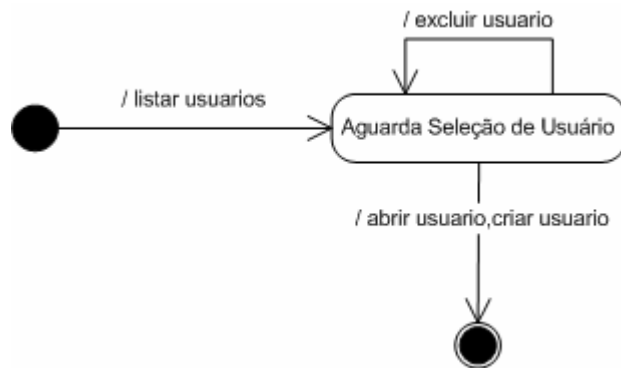 / excluir usuario
/ listar usuarios
Aguarda Seleção de Usuário
/ abrir usuario,criar usuario